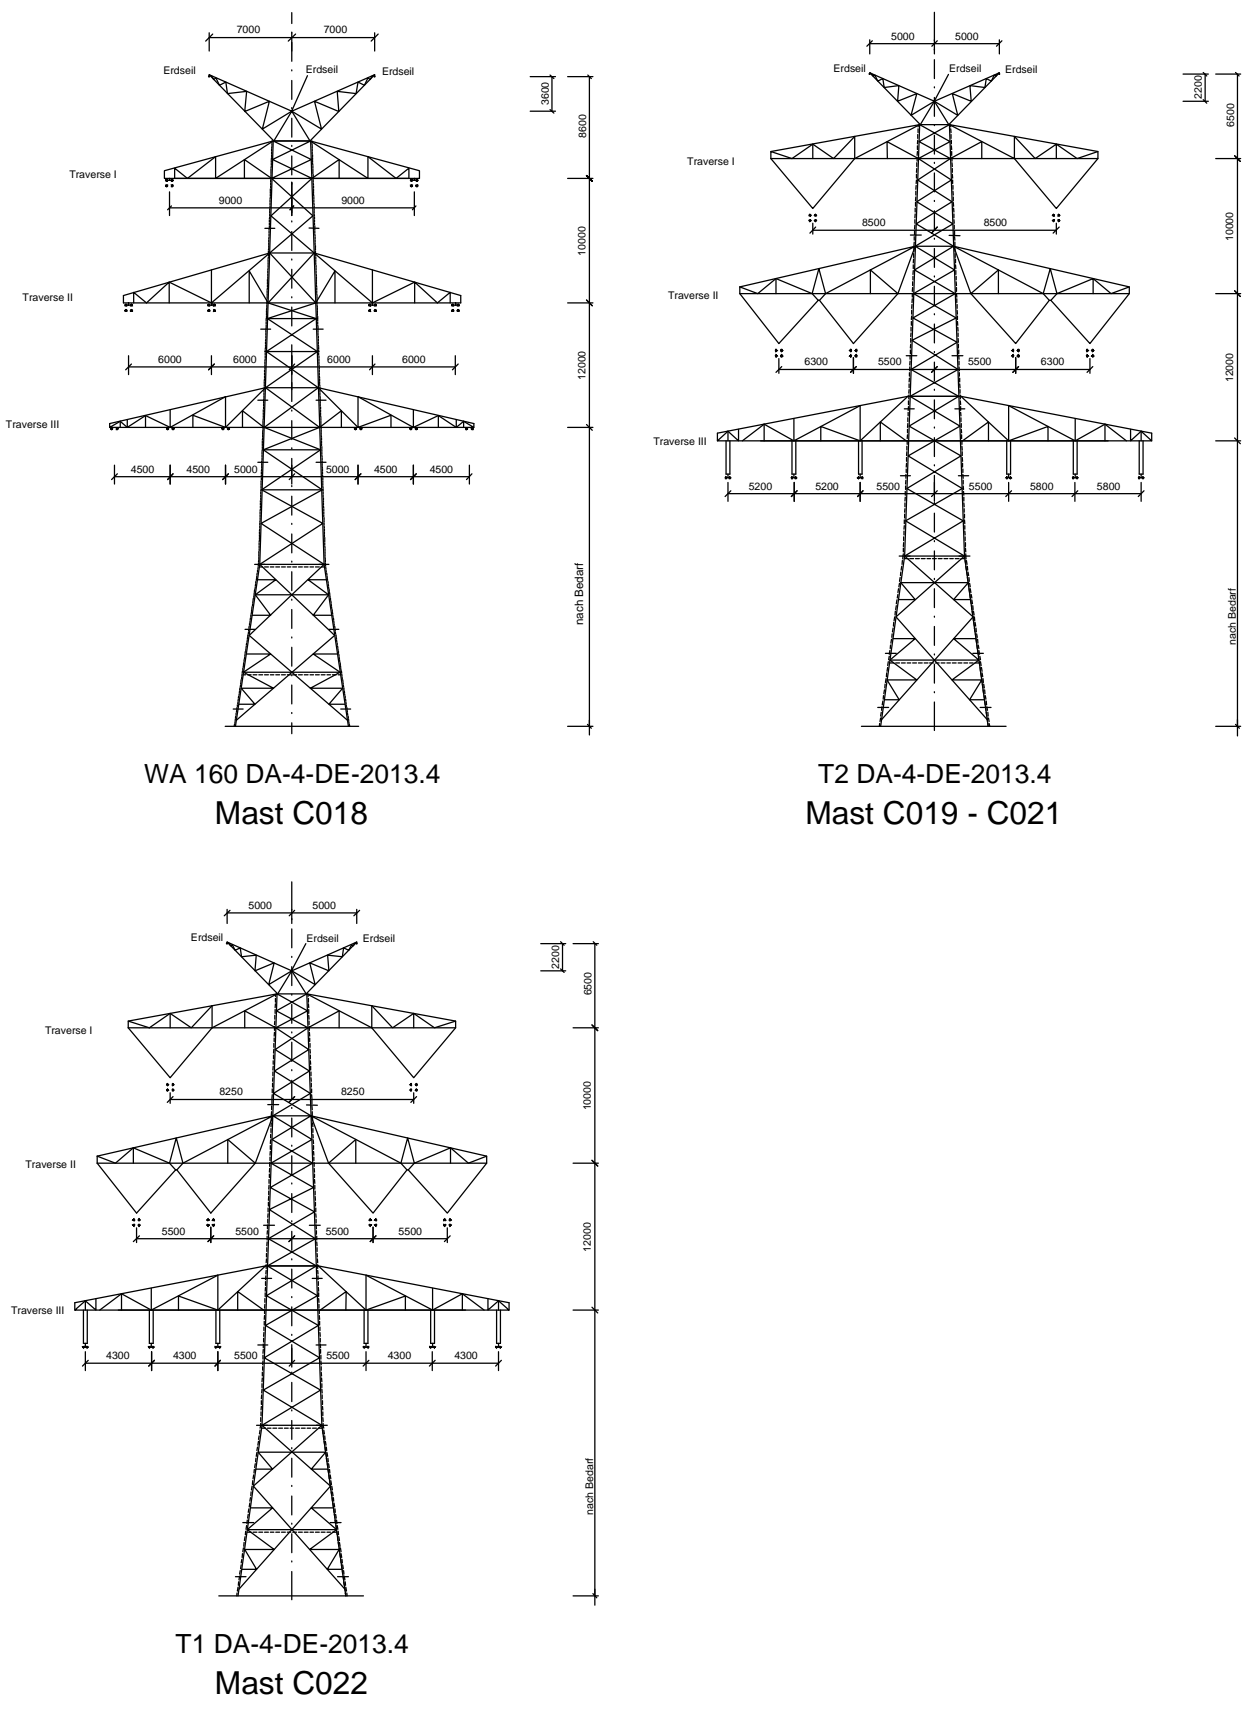 7000 7000
Erdseil Erdseil Erdseil
3600
8600
Traverse I
9000 9000
10000
Traverse II
6000 6000 6000 6000
12000
Traverse III
4500 4500 5000 5000 4500 4500
nach Bedarf
WA 160 DA-4-DE-2013.4
Mast C018
5000 5000
Erdseil Erdseil Erdseil
2200
6500
Traverse I
8500 8500
10000
Traverse II
6300 5500 5500 6300
12000
Traverse III
5200 5200 5500 5500 5800 5800
nach Bedarf
T2 DA-4-DE-2013.4
Mast C019 - C021
5000 5000
Erdseil Erdseil Erdseil
2200
6500
Traverse I
8250 8250
10000
Traverse II
5500 5500 5500 5500
12000
Traverse III
4300 4300 5500 5500 4300 4300
nach Bedarf
T1 DA-4-DE-2013.4
Mast C022